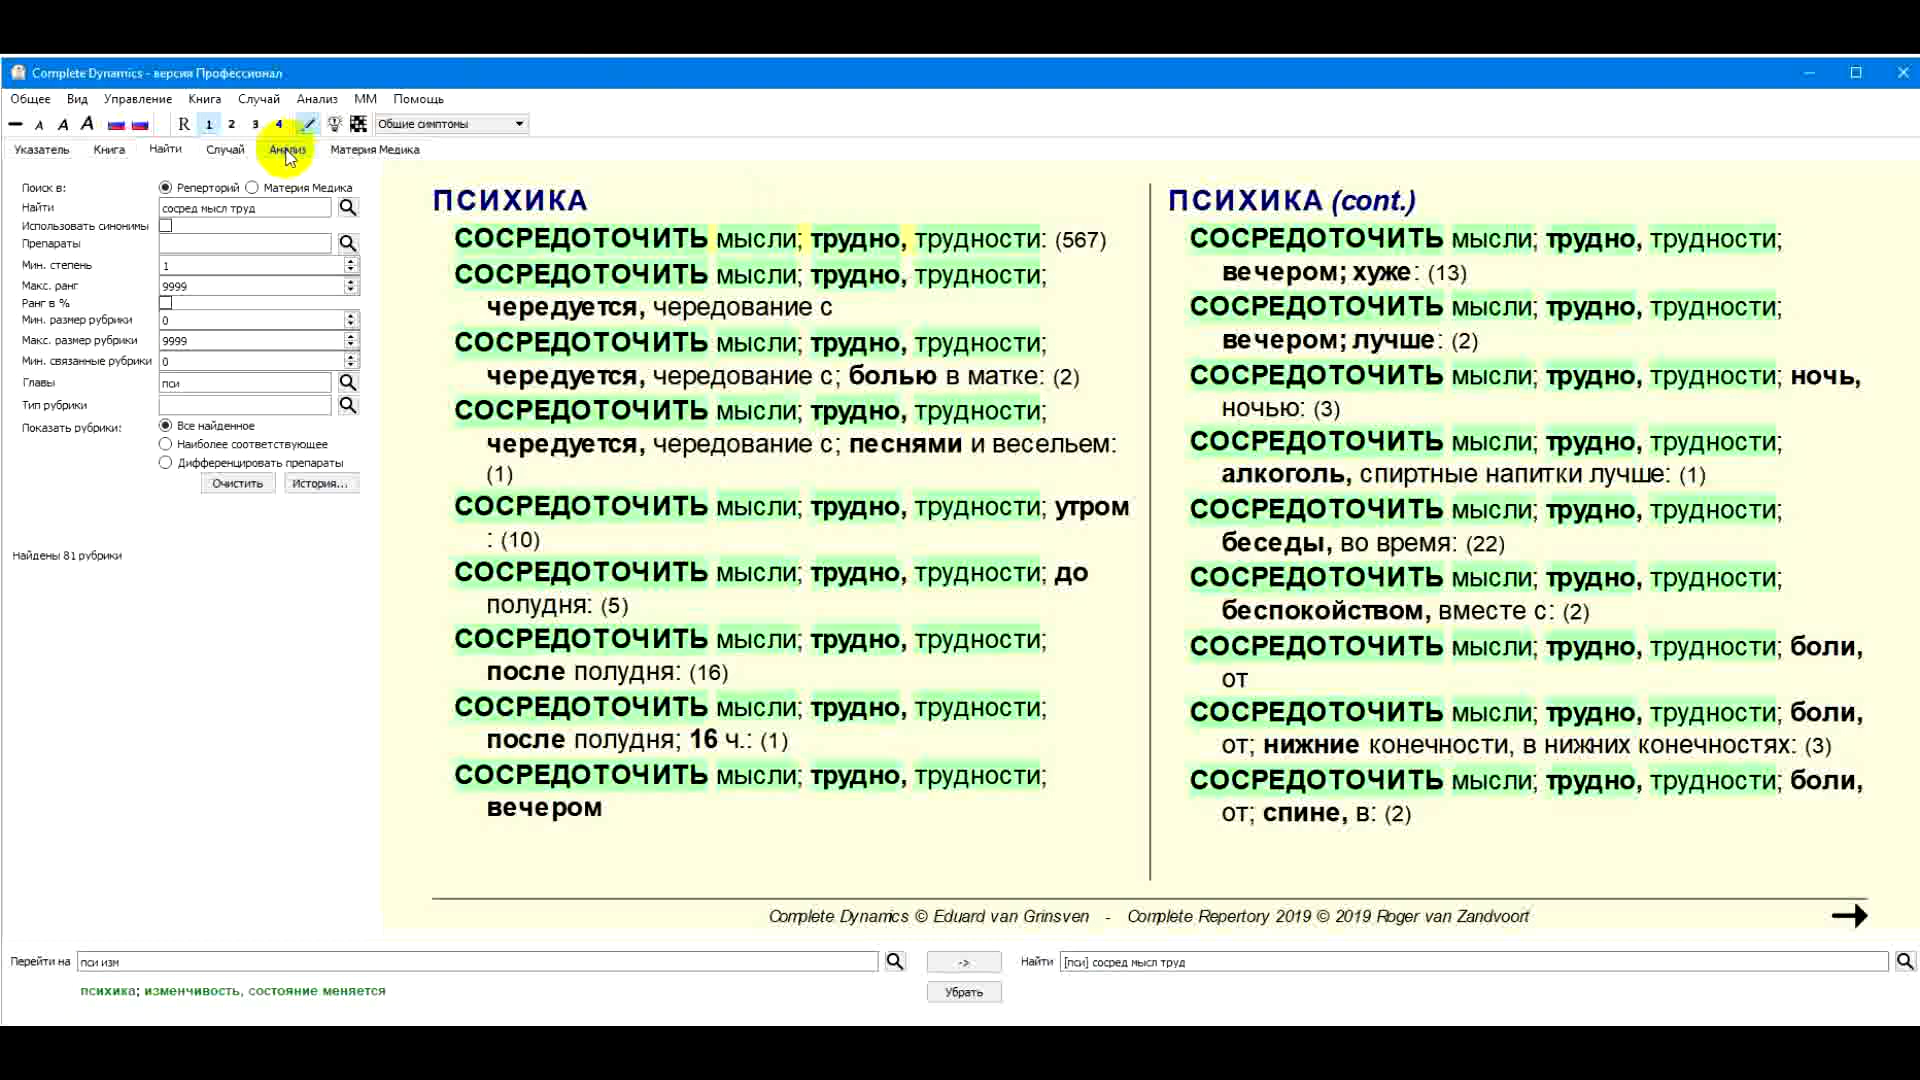 Complete Dynamics - версия Профессионал
Общее Вид Управление Книга Случай Анализ ММ Помощь
A A A R 1 2 3 4 Общие симптомы
Указатель Книга Найти Случай Анализ Материя Медика
Поиск в: Реперторий Материя Медика
Найти сосред мысл труд
Использовать синонимы
Препараты
Мин. степень 1
Макс. ранг 9999
Ранг в %
Мин. размер рубрики 0
Макс. размер рубрики 9999
Мин. связанные рубрики 0
Главы пси
Тип рубрики
Показать рубрики: Все найденное
Наиболее соответствующее
Дифференцировать препараты
Очистить История...
Найдены 81 рубрики
ПСИХИКА
СОСРЕДОТОЧИТЬ мысли; трудно, трудности: (567)
СОСРЕДОТОЧИТЬ мысли; трудно, трудности;
чередуется, чередование с
СОСРЕДОТОЧИТЬ мысли; трудно, трудности;
чередуется, чередование с; болью в матке: (2)
СОСРЕДОТОЧИТЬ мысли; трудно, трудности;
чередуется, чередование с; песнями и весельем:
(1)
СОСРЕДОТОЧИТЬ мысли; трудно, трудности; утром
: (10)
СОСРЕДОТОЧИТЬ мысли; трудно, трудности; до
полудня: (5)
СОСРЕДОТОЧИТЬ мысли; трудно, трудности;
после полудня: (16)
СОСРЕДОТОЧИТЬ мысли; трудно, трудности;
после полудня; 16 ч.: (1)
СОСРЕДОТОЧИТЬ мысли; трудно, трудности;
вечером
ПСИХИКА (cont.)
СОСРЕДОТОЧИТЬ мысли; трудно, трудности;
вечером; хуже: (13)
СОСРЕДОТОЧИТЬ мысли; трудно, трудности;
вечером; лучше: (2)
СОСРЕДОТОЧИТЬ мысли; трудно, трудности; ночь,
ночью: (3)
СОСРЕДОТОЧИТЬ мысли; трудно, трудности;
алкоголь, спиртные напитки лучше: (1)
СОСРЕДОТОЧИТЬ мысли; трудно, трудности;
беседы, во время: (22)
СОСРЕДОТОЧИТЬ мысли; трудно, трудности;
беспокойством, вместе с: (2)
СОСРЕДОТОЧИТЬ мысли; трудно, трудности; боли,
от
СОСРЕДОТОЧИТЬ мысли; трудно, трудности; боли,
от; нижние конечности, в нижних конечностях: (3)
СОСРЕДОТОЧИТЬ мысли; трудно, трудности; боли,
от; спине, в: (2)
Complete Dynamics © Eduard van Grinsven - Complete Repertory 2019 © 2019 Roger van Zandvoort
Перейти на пси изм -> Найти [пси] сосред мысл труд
психика; изменчивость, состояние меняется Убрать